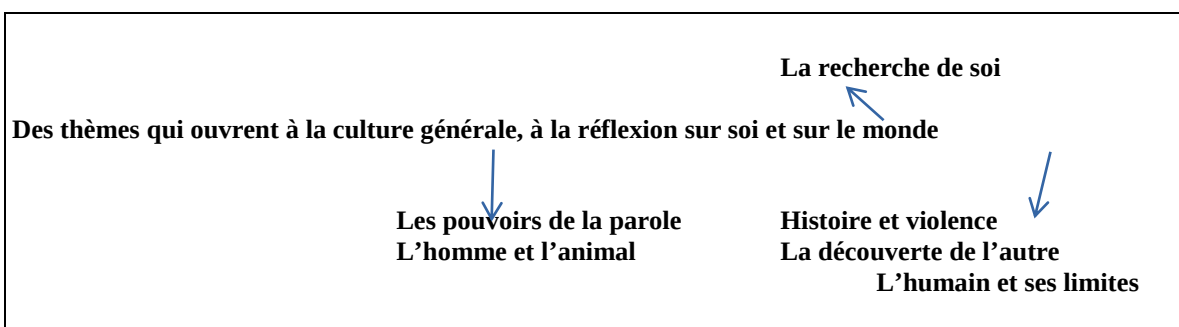 La recherche de soi
Des thèmes qui ouvrent à la culture générale, à la réflexion sur soi et sur le monde
Les pouvoirs de la parole
Histoire et violence
L’homme et l’animal
La découverte de l’autre
L’humain et ses limites